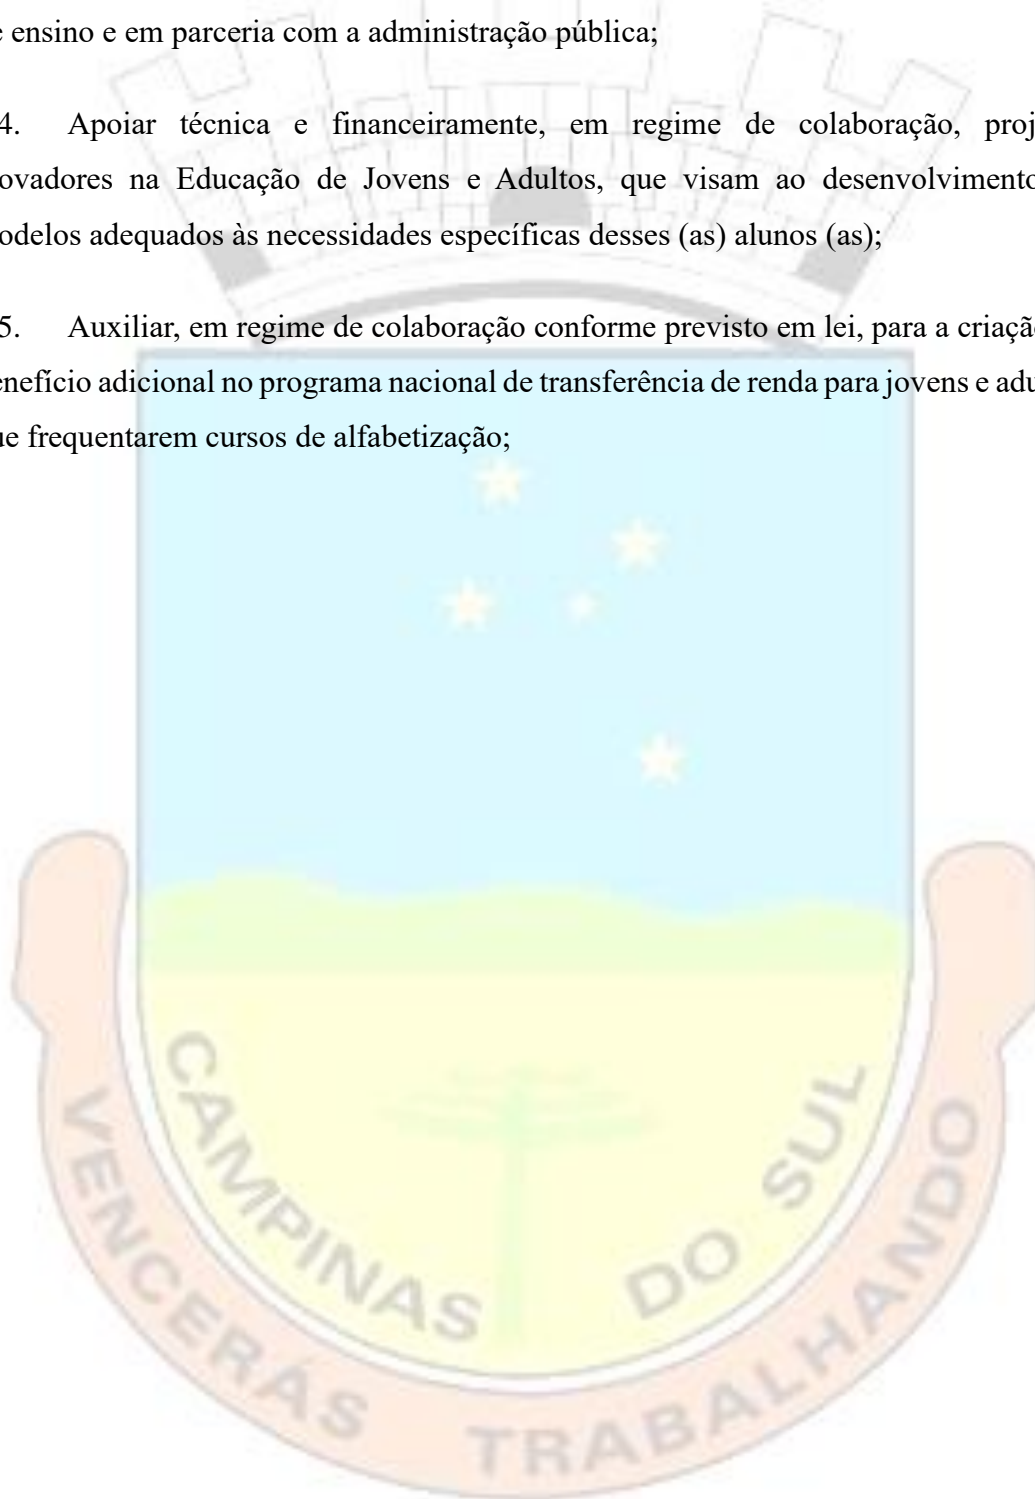 e ensino e em parceria com a administração pública;
4. Apoiar técnica e financeiramente, em regime de colaboração, proj
ovadores na Educação de Jovens e Adultos, que visam ao desenvolvimento
odelos adequados às necessidades específicas desses (as) alunos (as);
5. Auxiliar, em regime de colaboração conforme previsto em lei, para a criação
enefício adicional no programa nacional de transferência de renda para jovens e adu
ue frequentarem cursos de alfabetização;
CAMPINAS DO SUL
VENCERÁS TRABALHANDO